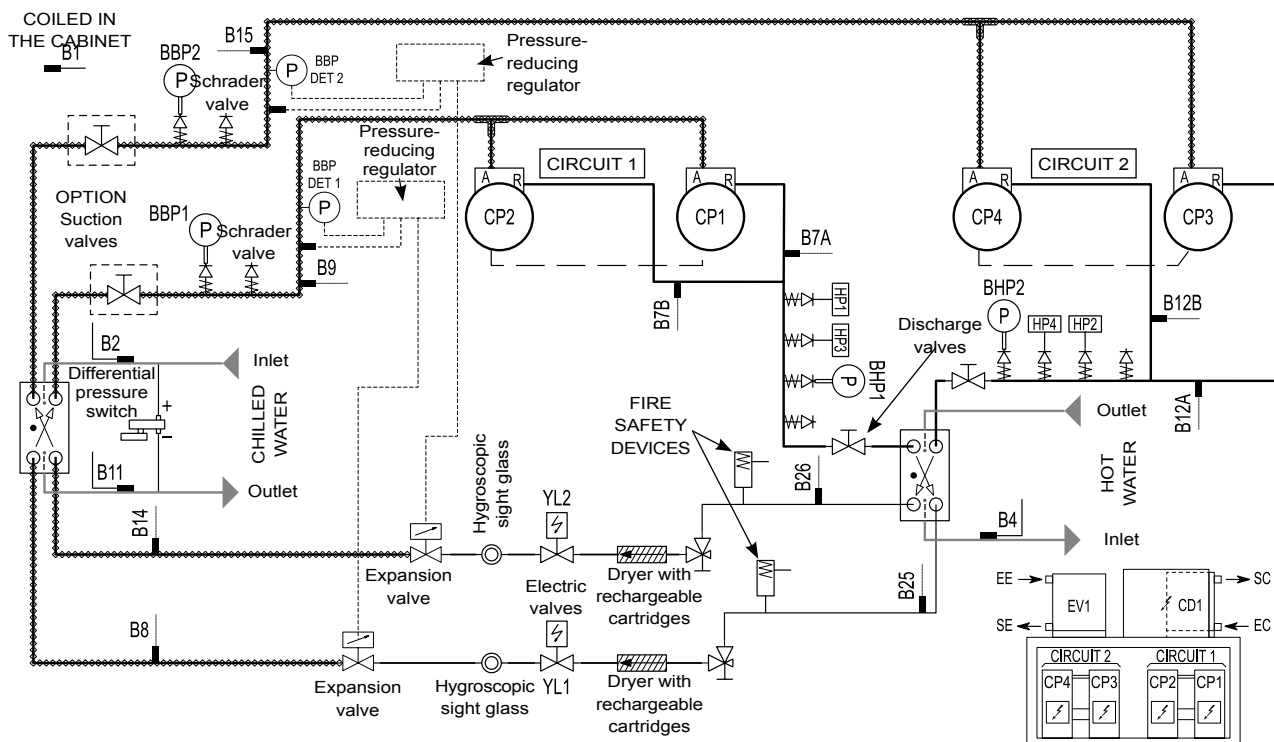 COILED IN
THE CABINET
B1
BBP2
P
Schrader
valve
B15
P
BBP
DET 2
Pressure-
reducing
regulator
OPTION
Suction
valves
BBP1
P
Schrader
valve
BBP
DET 1
P
Pressure-
reducing
regulator
B9
A
R
CP2
CIRCUIT 1
A
R
CP1
A
R
CP4
CIRCUIT 2
A
R
CP3
B7A
B7B
HP1
HP3
P
BHP1
Discharge
valves
BHP2
P
HP4
HP2
B12B
B12A
B2
Inlet
Differential
pressure
switch
+
–
CHILLED
WATER
B11
Outlet
B14
B8
FIRE
SAFETY
DEVICES
B26
B25
Outlet
HOT
WATER
B4
Inlet
Expansion
valve
Hygroscopic
sight glass
YL2
Electric
valves
Dryer with
rechargeable
cartridges
Expansion
valve
Hygroscopic
sight glass
YL1
Dryer with
rechargeable
cartridges
EE
SE
EV1
CD1
SC
EC
CIRCUIT 2
CIRCUIT 1
CP4
CP3
CP2
CP1